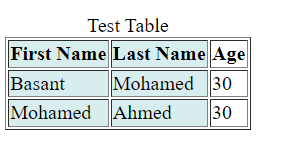 Test Table
First Name Last Name Age
Basant Mohamed 30
Mohamed Ahmed 30